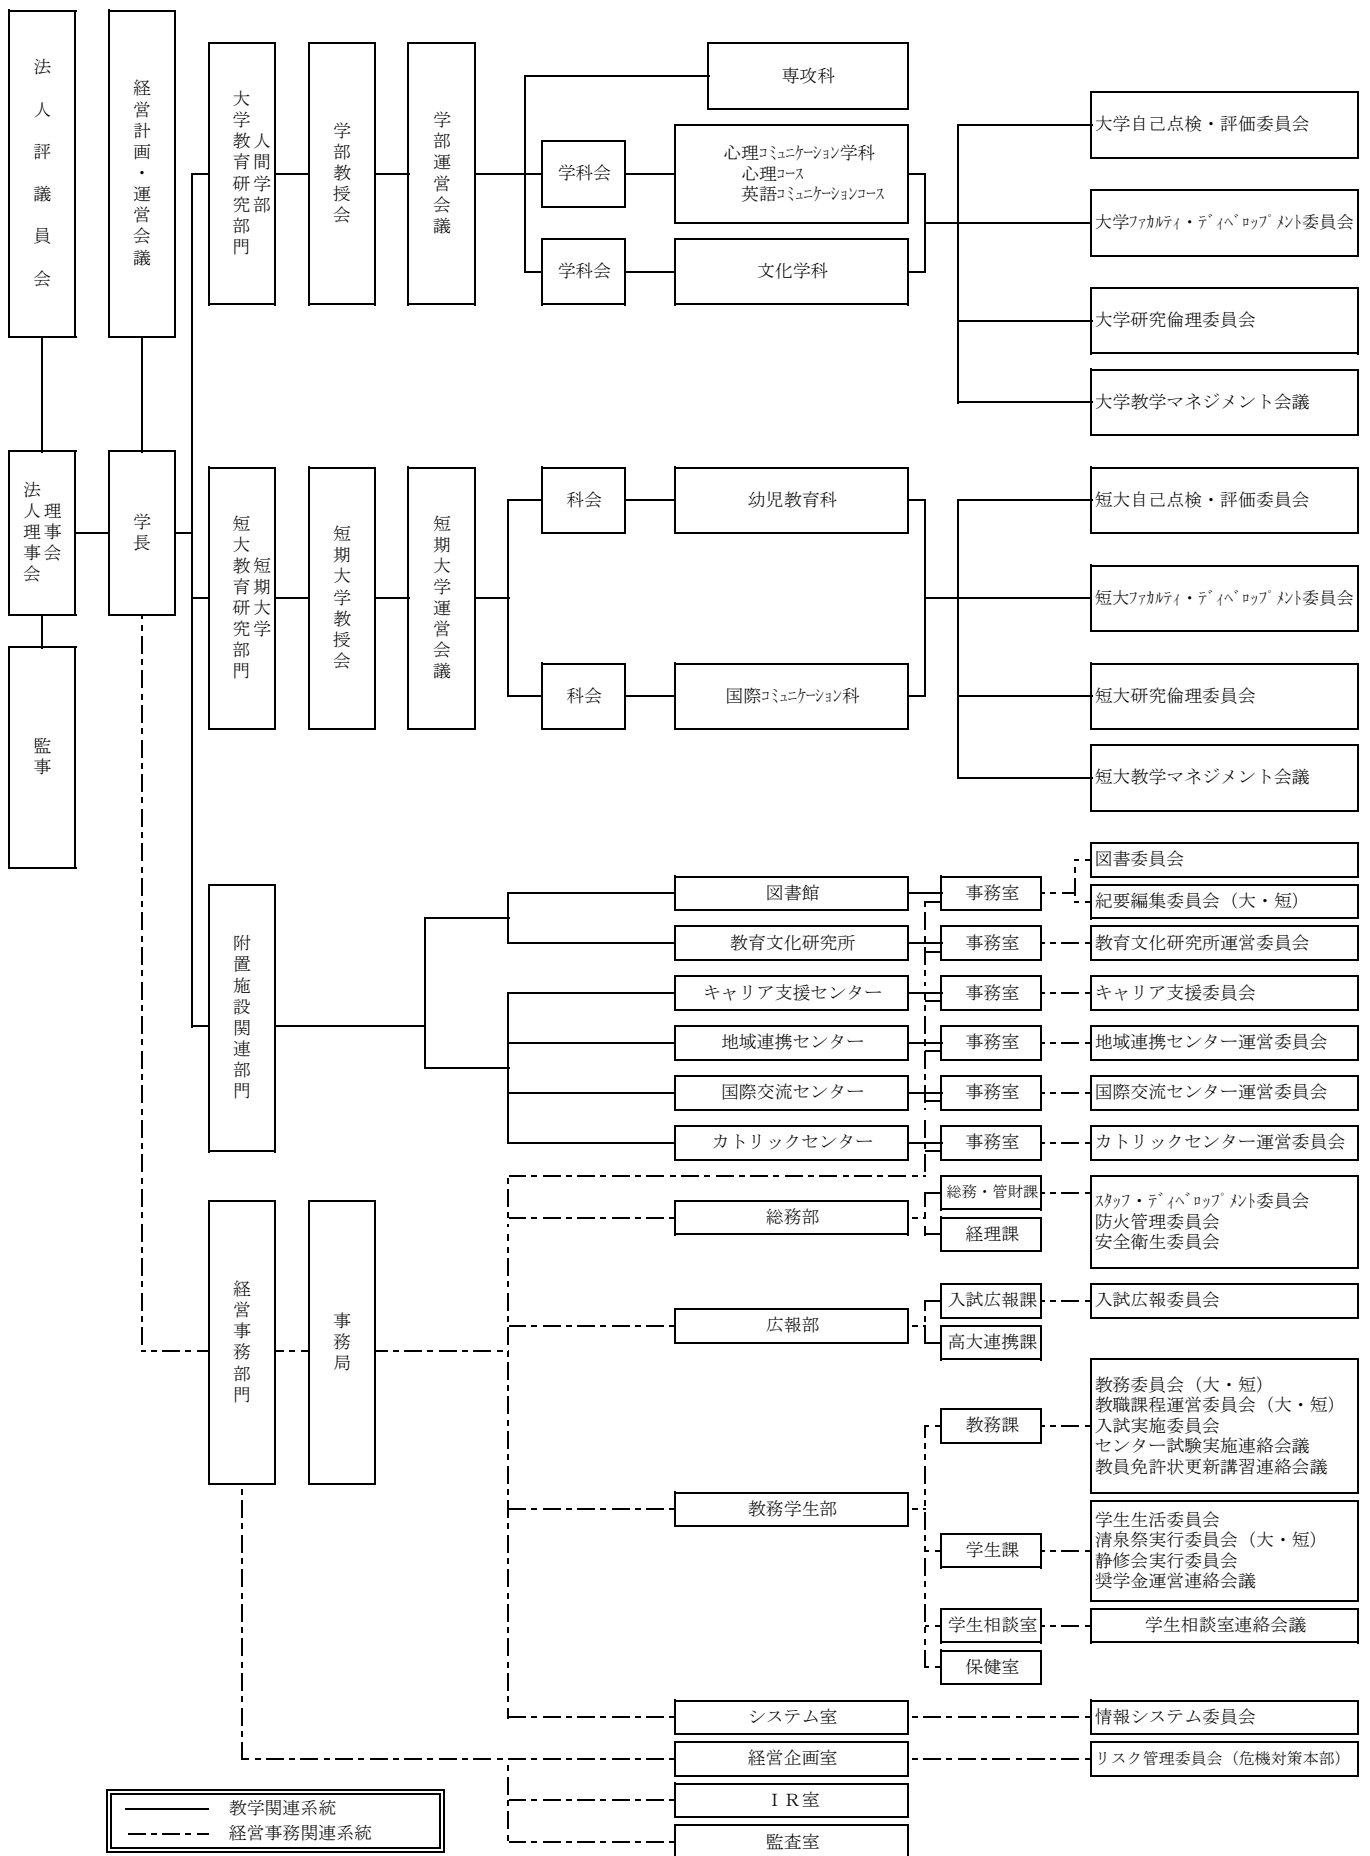 法人評議員会
経営計画・運営会議
大学教育研究部門
人間学部
学部教授会
学部運営会議
専攻科
学科会
心理ｺﾐｭﾆｹｰｼｮﾝ学科
心理ｺｰｽ
英語ｺﾐｭﾆｹｰｼｮﾝｺｰｽ
学科会
文化学科
大学自己点検・評価委員会
大学ﾌｧｶﾙﾃｨ・ﾃﾞｨﾍﾞﾛｯﾌﾟﾒﾝﾄ委員会
大学研究倫理委員会
大学教学マネジメント会議
法人理事会
理事会
学長
監事
短大教育研究部門
短期大学
短期大学教授会
短期大学運営会議
科会
幼児教育科
科会
国際ｺﾐｭﾆｹｰｼｮﾝ科
短大自己点検・評価委員会
短大ﾌｧｶﾙﾃｨ・ﾃﾞｨﾍﾞﾛｯﾌﾟﾒﾝﾄ委員会
短大研究倫理委員会
短大教学マネジメント会議
附置施設関連部門
図書館
事務室
図書委員会
紀要編集委員会（大・短）
教育文化研究所
事務室
教育文化研究所運営委員会
キャリア支援センター
事務室
キャリア支援委員会
地域連携センター
事務室
地域連携センター運営委員会
国際交流センター
事務室
国際交流センター運営委員会
カトリックセンター
事務室
カトリックセンター運営委員会
経営事務部門
事務局
総務部
総務・管財課
経理課
ｽﾀｯﾌ・ﾃﾞｨﾍﾞﾛｯﾌﾟﾒﾝﾄ委員会
防火管理委員会
安全衛生委員会
広報部
入試広報課
入試広報委員会
高大連携課
教務学生部
教務課
教務委員会（大・短）
教職課程運営委員会（大・短）
入試実施委員会
センター試験実施連絡会議
教員免許状更新講習連絡会議
学生課
学生生活委員会
清泉祭実行委員会（大・短）
静修会実行委員会
奨学金運営連絡会議
学生相談室
学生相談室連絡会議
保健室
システム室
情報システム委員会
経営企画室
リスク管理委員会（危機対策本部）
ＩＲ室
監査室
教学関連系統
経営事務関連系統